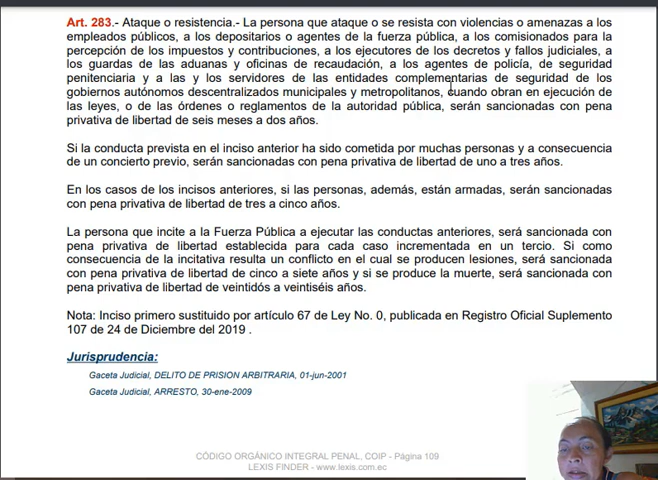 Art. 283.- Ataque o resistencia.- La persona que ataque o se resista con violencias o amenazas a los
empleados públicos, a los depositarios o agentes de la fuerza pública, a los comisionados para la
percepción de los impuestos y contribuciones, a los ejecutores de los decretos y fallos judiciales, a
los guardas de las aduanas y oficinas de recaudación, a los agentes de policía, de seguridad
penitenciaria y a las y los servidores de las entidades complementarias de seguridad de los
gobiernos autónomos descentralizados municipales y metropolitanos, cuando obran en ejecución de
las leyes, o de las órdenes o reglamentos de la autoridad pública, serán sancionadas con pena
privativa de libertad de seis meses a dos años.
Si la conducta prevista en el inciso anterior ha sido cometida por muchas personas y a consecuencia
de un concierto previo, serán sancionadas con pena privativa de libertad de uno a tres años.
En los casos de los incisos anteriores, si las personas, además, están armadas, serán sancionadas
con pena privativa de libertad de tres a cinco años.
La persona que incite a la Fuerza Pública a ejecutar las conductas anteriores, será sancionada con
pena privativa de libertad establecida para cada caso incrementada en un tercio. Si como
consecuencia de la incitativa resulta un conflicto en el cual se producen lesiones, será sancionada
con pena privativa de libertad de cinco a siete años y si se produce la muerte, será sancionada con
pena privativa de libertad de veintidós a veintiséis años.
Nota: Inciso primero sustituido por artículo 67 de Ley No. 0, publicada en Registro Oficial Suplemento
107 de 24 de Diciembre del 2019 .
Jurisprudencia:
Gaceta Judicial, DELITO DE PRISION ARBITRARIA, 01-jun-2001
Gaceta Judicial, ARRESTO, 30-ene-2009
CÓDIGO ORGÁNICO INTEGRAL PENAL, COIP - Página 109
LEXIS FINDER - www.lexis.com.ec